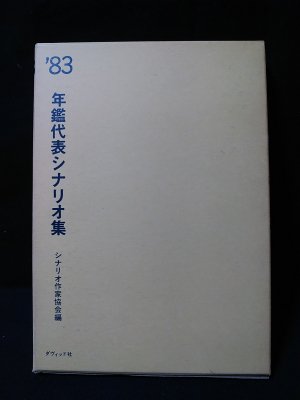 '83
年鑑代表シナリオ集
シナリオ作家協会編
ダヴィッド社